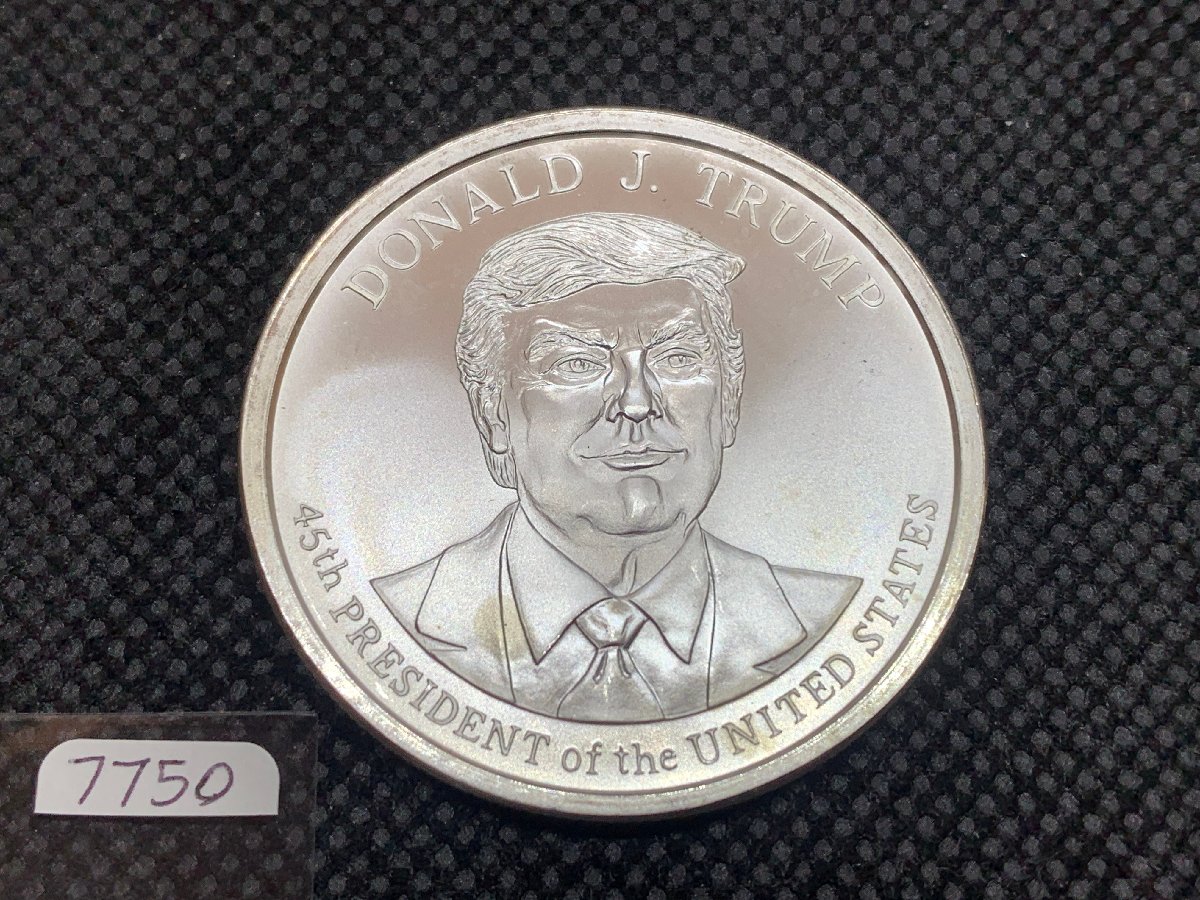 DONALD J. TRUMP
45th PRESIDENT of the UNITED STATES
7750